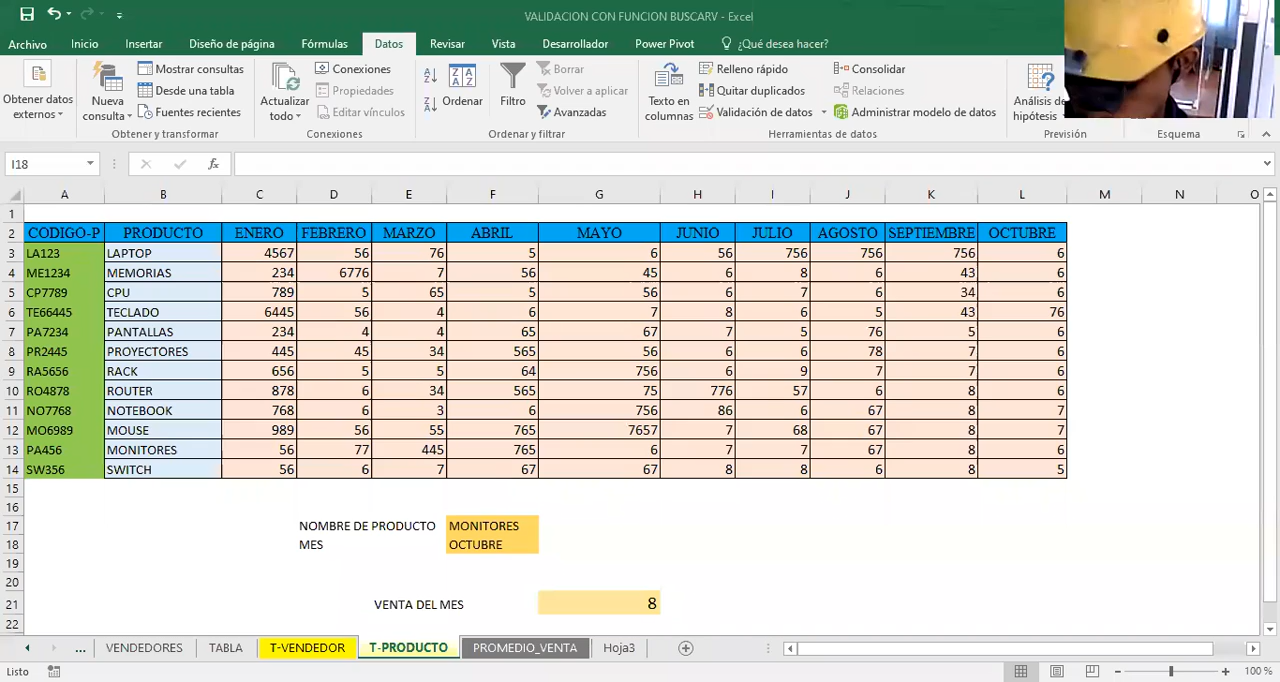 VALIDACION CON FUNCION BUSCARV - Excel
Archivo Inicio Insertar Diseño de página Fórmulas Datos Revisar Vista Desarrollador Power Pivot ¿Qué desea hacer?
Obtener datos externos
Nueva consulta
Mostrar consultas
Desde una tabla
Fuentes recientes
Obtener y transformar
Actualizar todo
Conexiones
Propiedades
Editar vínculos
Conexiones
Ordenar
Filtro
Borrar
Volver a aplicar
Avanzadas
Ordenar y filtrar
Texto en columnas
Relleno rápido
Quitar duplicados
Validación de datos
Consolidar
Relaciones
Administrar modelo de datos
Herramientas de datos
Análisis de hipótesis
Previsión
Esquema
I18 fx
A B C D E F G H I J K L M N O
1
2 CODIGO-P PRODUCTO ENERO FEBRERO MARZO ABRIL MAYO JUNIO JULIO AGOSTO SEPTIEMBRE OCTUBRE
3 LA123 LAPTOP 4567 56 76 5 6 56 756 756 756 6
4 ME1234 MEMORIAS 234 6776 7 56 45 6 8 6 43 6
5 CP7789 CPU 789 5 65 5 56 6 7 6 34 6
6 TE66445 TECLADO 6445 56 4 6 7 8 6 5 43 76
7 PA7234 PANTALLAS 234 4 4 65 67 7 5 76 5 6
8 PR2445 PROYECTORES 445 45 34 565 56 6 6 78 7 6
9 RA5656 RACK 656 5 5 64 756 6 9 7 7 6
10 RO4878 ROUTER 878 6 34 565 75 776 57 6 8 6
11 NO7768 NOTEBOOK 768 6 3 6 756 86 6 67 8 7
12 MO6989 MOUSE 989 56 55 765 7657 7 68 67 8 7
13 PA456 MONITORES 56 77 445 765 6 7 7 67 8 6
14 SW356 SWITCH 56 6 7 67 67 8 8 6 8 5
15
16
17 NOMBRE DE PRODUCTO MONITORES
18 MES OCTUBRE
19
20
21 VENTA DEL MES 8
22
... VENDEDORES TABLA T-VENDEDOR T-PRODUCTO PROMEDIO_VENTA Hoja3
Listo 100 %